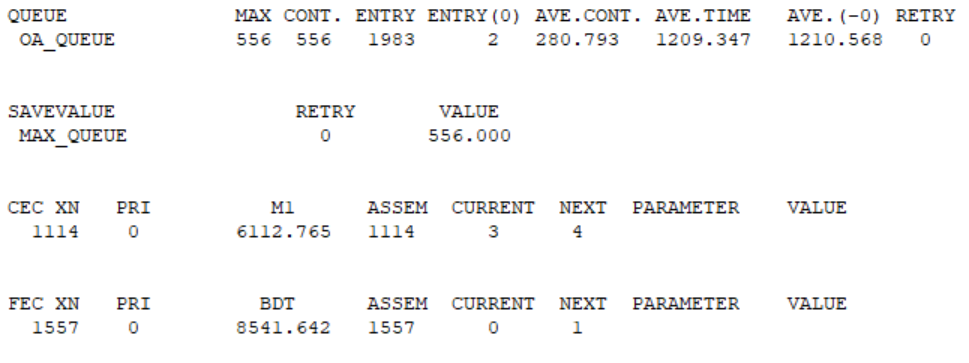 QUEUE MAX CONT. ENTRY ENTRY(0) AVE.CONT. AVE.TIME AVE.(-0) RETRY
OA_QUEUE 556 556 1983 2 280.793 1209.347 1210.568 0
SAVEVALUE RETRY VALUE
MAX_QUEUE 0 556.000
CEC XN PRI M1 ASSEM CURRENT NEXT PARAMETER VALUE
1114 0 6112.765 1114 3 4
FEC XN PRI BDT ASSEM CURRENT NEXT PARAMETER VALUE
1557 0 8541.642 1557 0 1